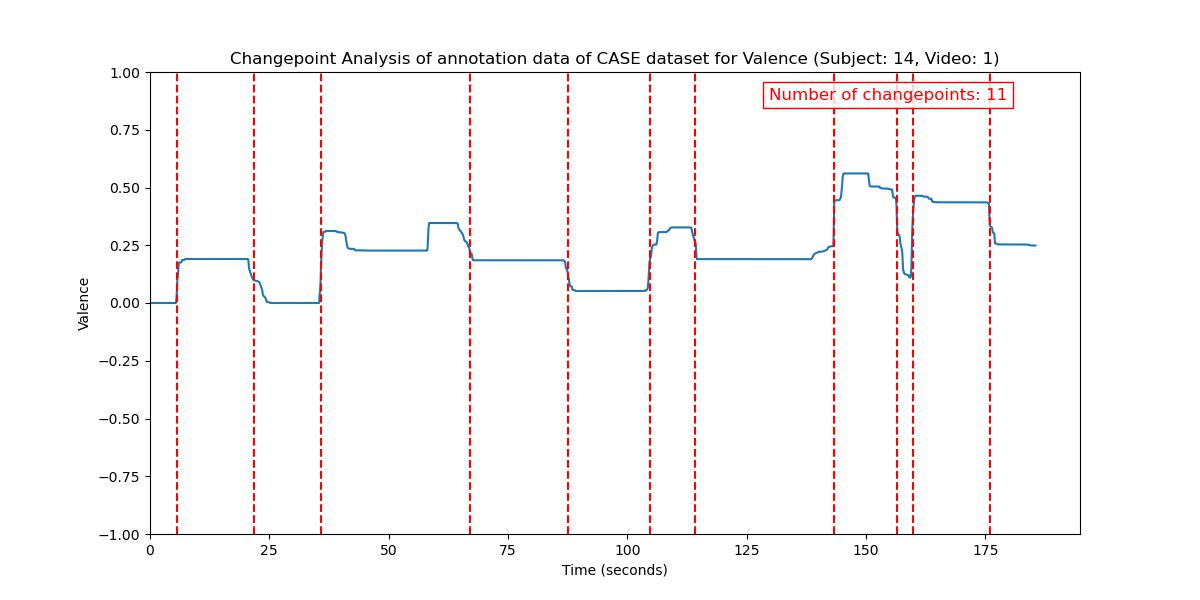 Changepoint Analysis of annotation data of CASE dataset for Valence (Subject: 14, Video: 1)
Number of changepoints: 11
1.00
0.75
0.50
0.25
0.00
−0.25
−0.50
−0.75
−1.00
Valence
0 25 50 75 100 125 150 175
Time (seconds)